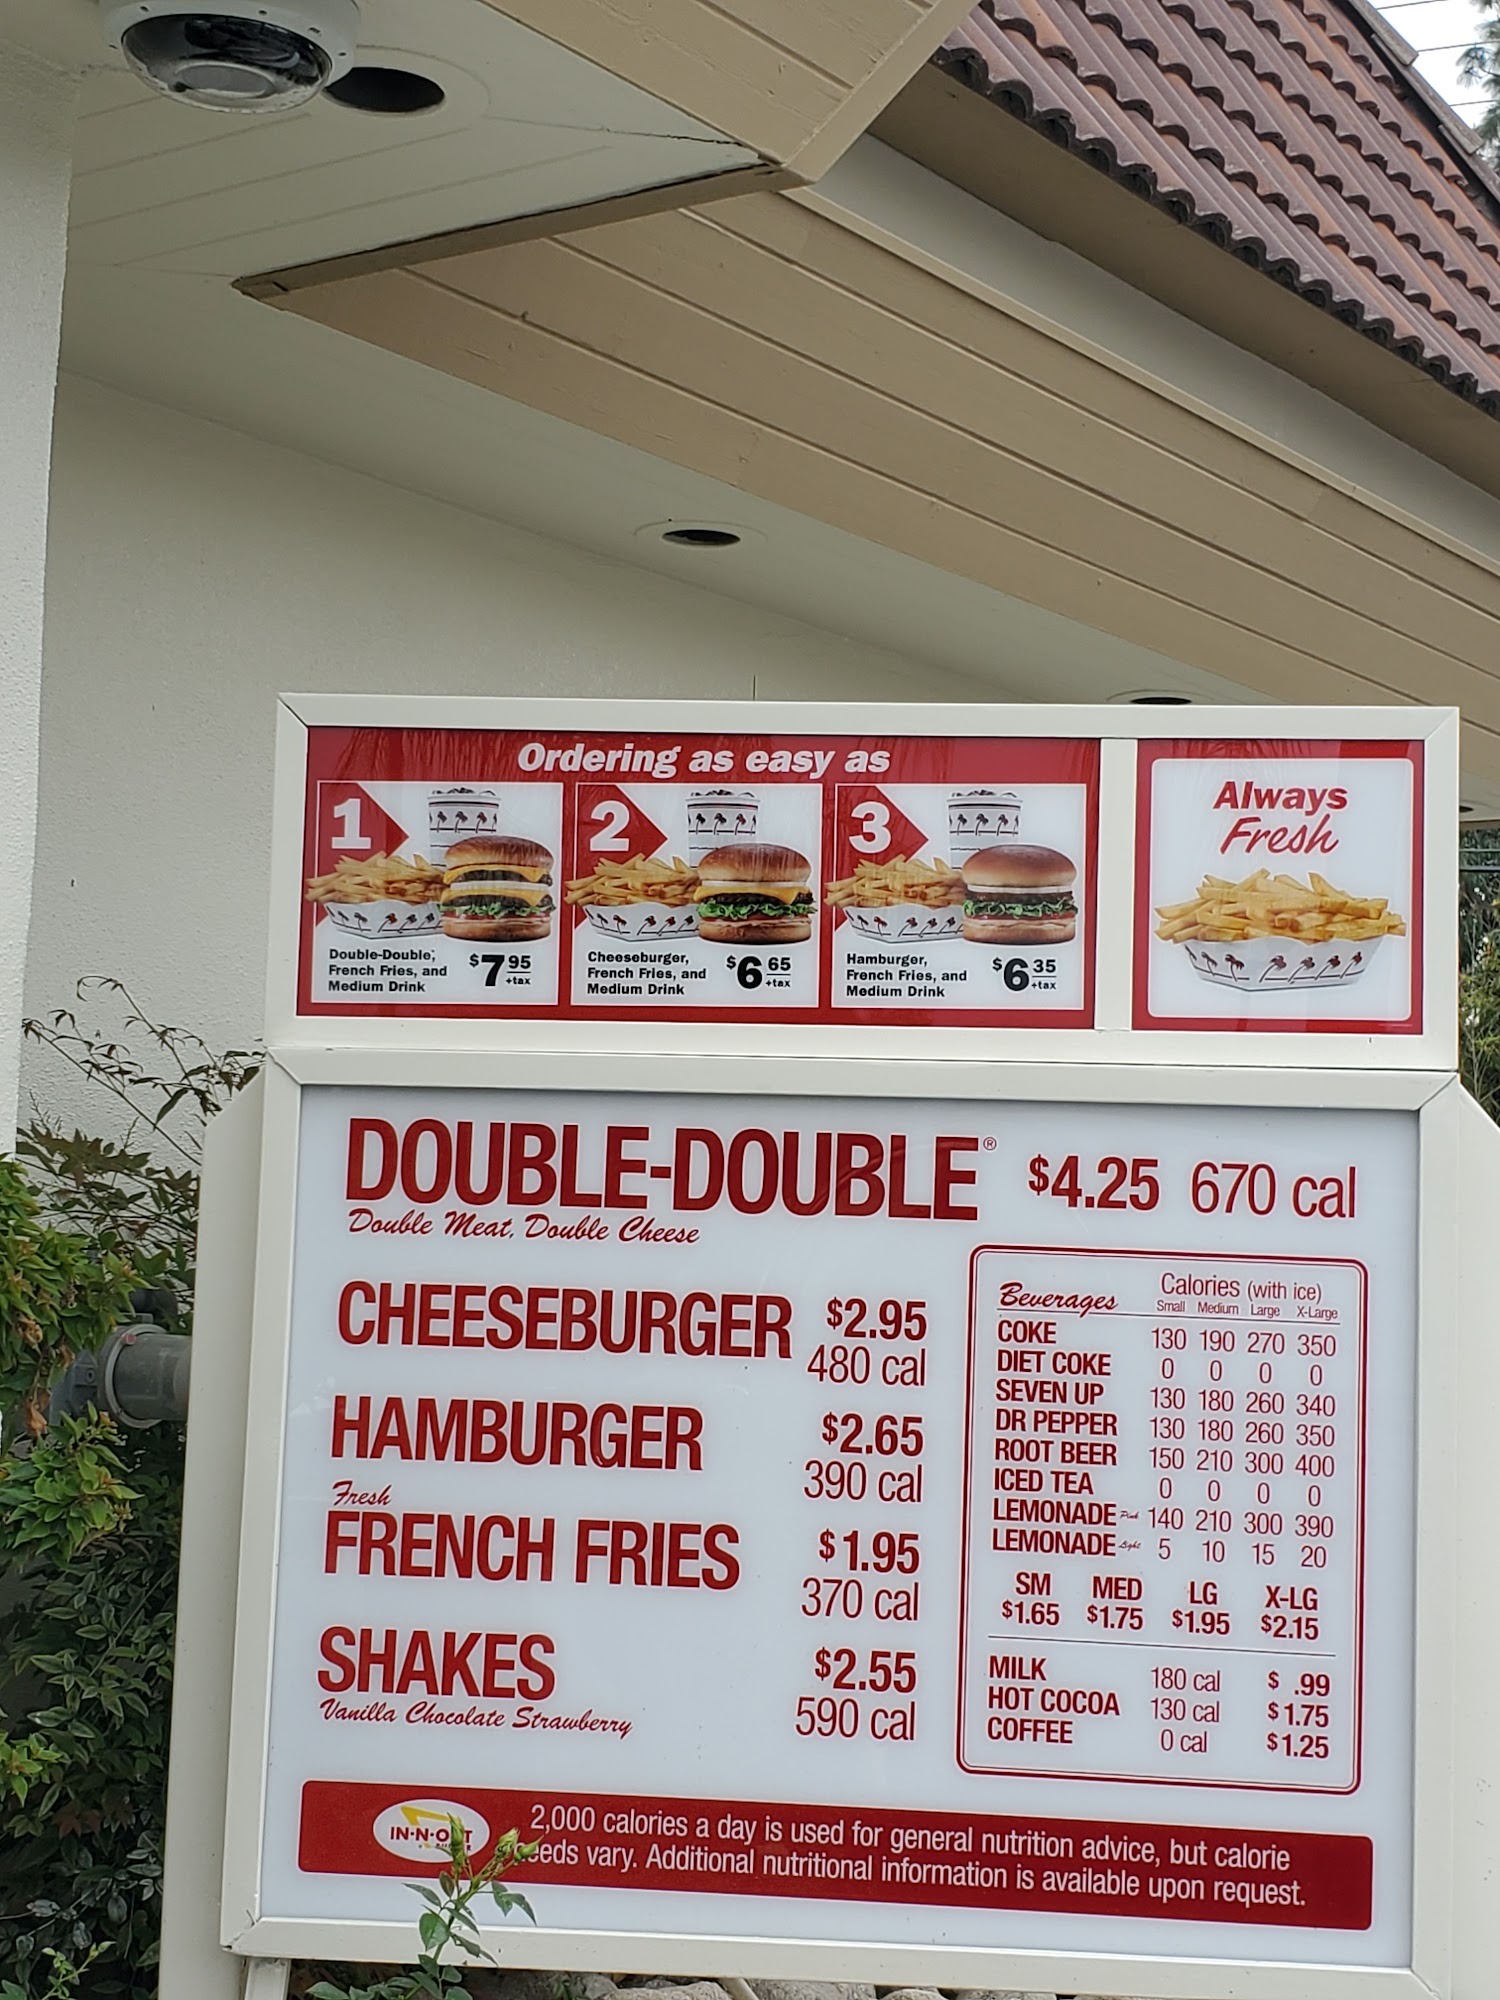 Ordering as easy as
1
Double-Double,
French Fries, and
Medium Drink
$7 95
+tax
2
Cheeseburger,
French Fries, and
Medium Drink
$6 65
+tax
3
Hamburger,
French Fries, and
Medium Drink
$6 35
+tax
Always
Fresh
DOUBLE-DOUBLE® $4.25 670 cal
Double Meat, Double Cheese
CHEESEBURGER $2.95
480 cal
HAMBURGER $2.65
390 cal
Fresh
FRENCH FRIES $1.95
370 cal
SHAKES $2.55
Vanilla Chocolate Strawberry 590 cal
Beverages Calories (with ice)
Small Medium Large X-Large
COKE 130 190 270 350
DIET COKE 0 0 0 0
SEVEN UP 130 180 260 340
DR PEPPER 130 180 260 350
ROOT BEER 150 210 300 400
ICED TEA 0 0 0 0
LEMONADE Pink 140 210 300 390
LEMONADE Light 5 10 15 20
SM MED LG X-LG
$1.65 $1.75 $1.95 $2.15
MILK 180 cal $ .99
HOT COCOA 130 cal $1.75
COFFEE 0 cal $1.25
IN-N-OUT
2,000 calories a day is used for general nutrition advice, but calorie
needs vary. Additional nutritional information is available upon request.